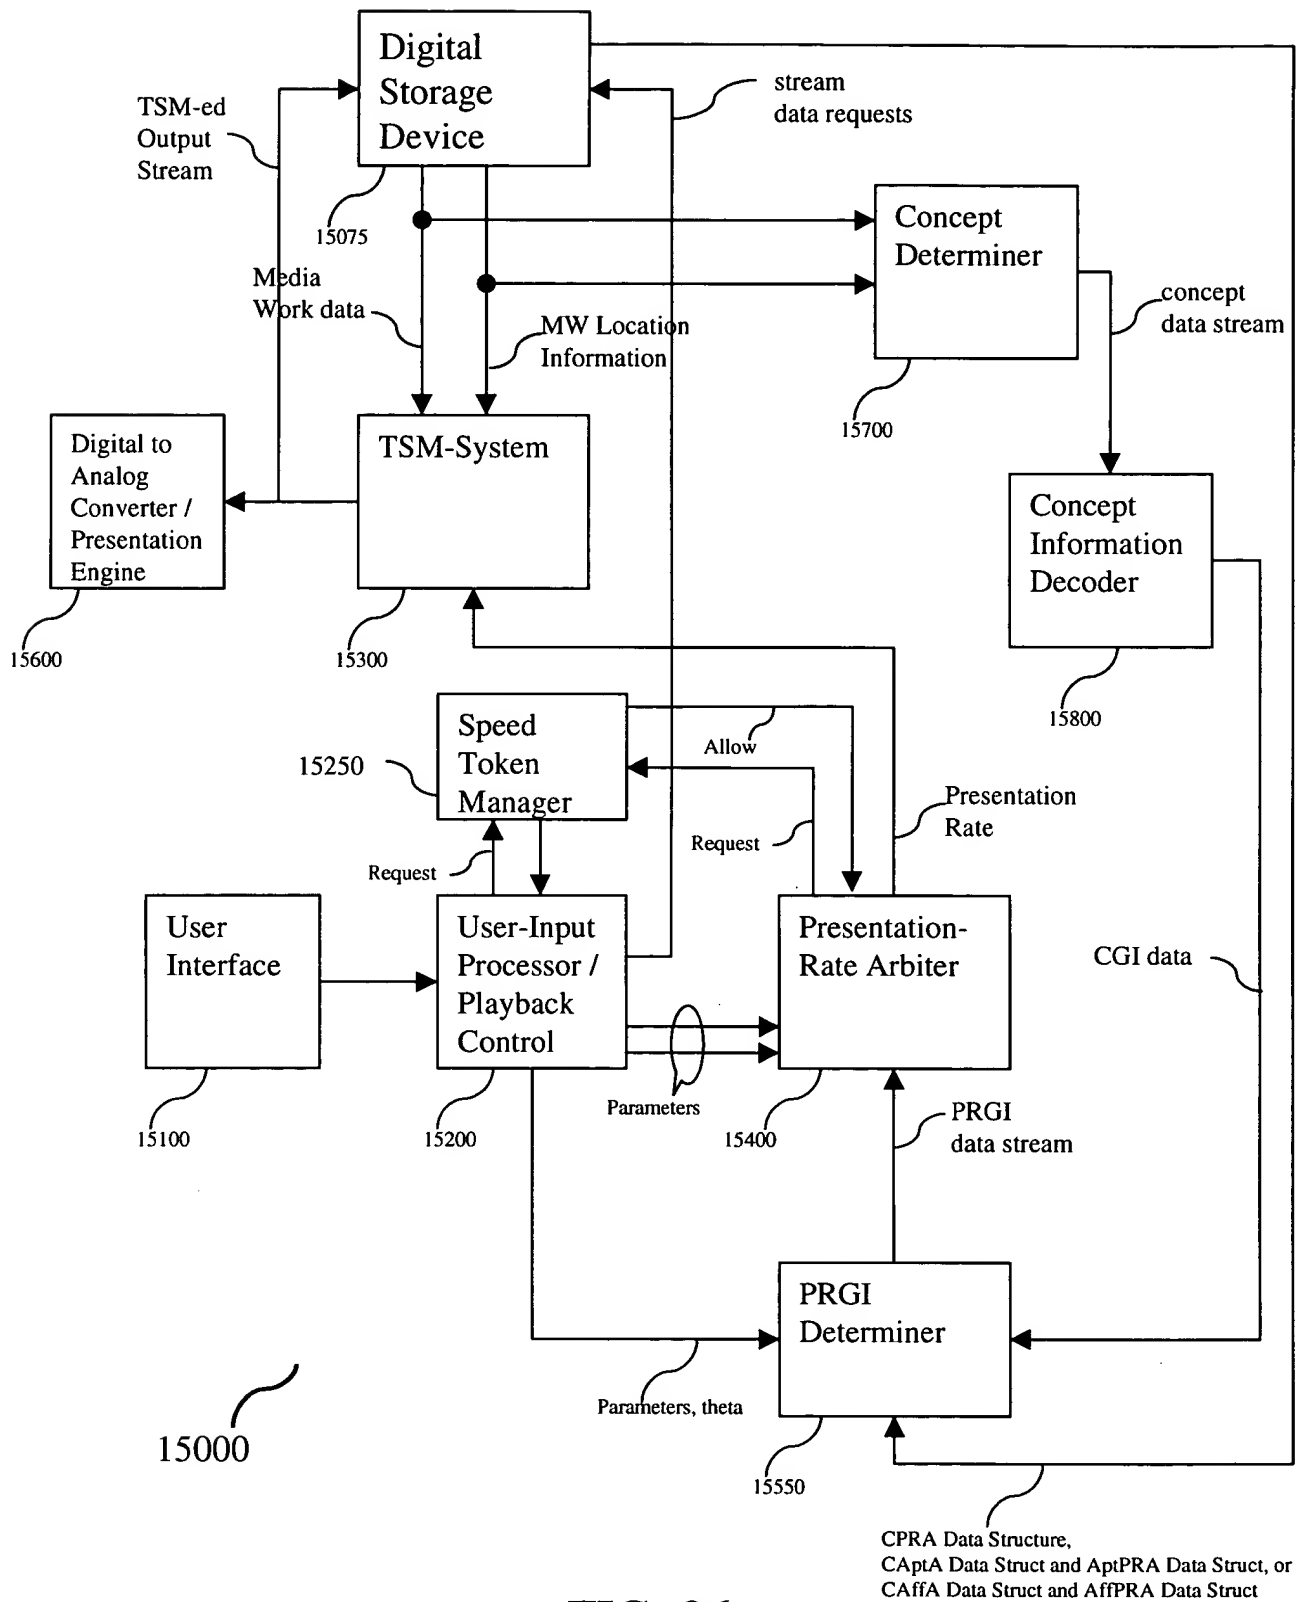 Digital
Storage
Device
stream
data requests
TSM-ed
Output
Stream
15075
Concept
Determiner
Media
Work data
MW Location
Information
concept
data stream
15700
Digital to
Analog
Converter /
Presentation
Engine
TSM-System
Concept
Information
Decoder
15600
15300
15800
Speed
Token
Manager
15250
Allow
Presentation
Rate
Request
Request
User
Interface
User-Input
Processor /
Playback
Control
Presentation-
Rate Arbiter
CGI data
Parameters
15100
15200
15400
PRGI
data stream
PRGI
Determiner
Parameters, theta
15000
15550
CPRA Data Structure,
CAptA Data Struct and AptPRA Data Struct, or
CAffA Data Struct and AffPRA Data Struct